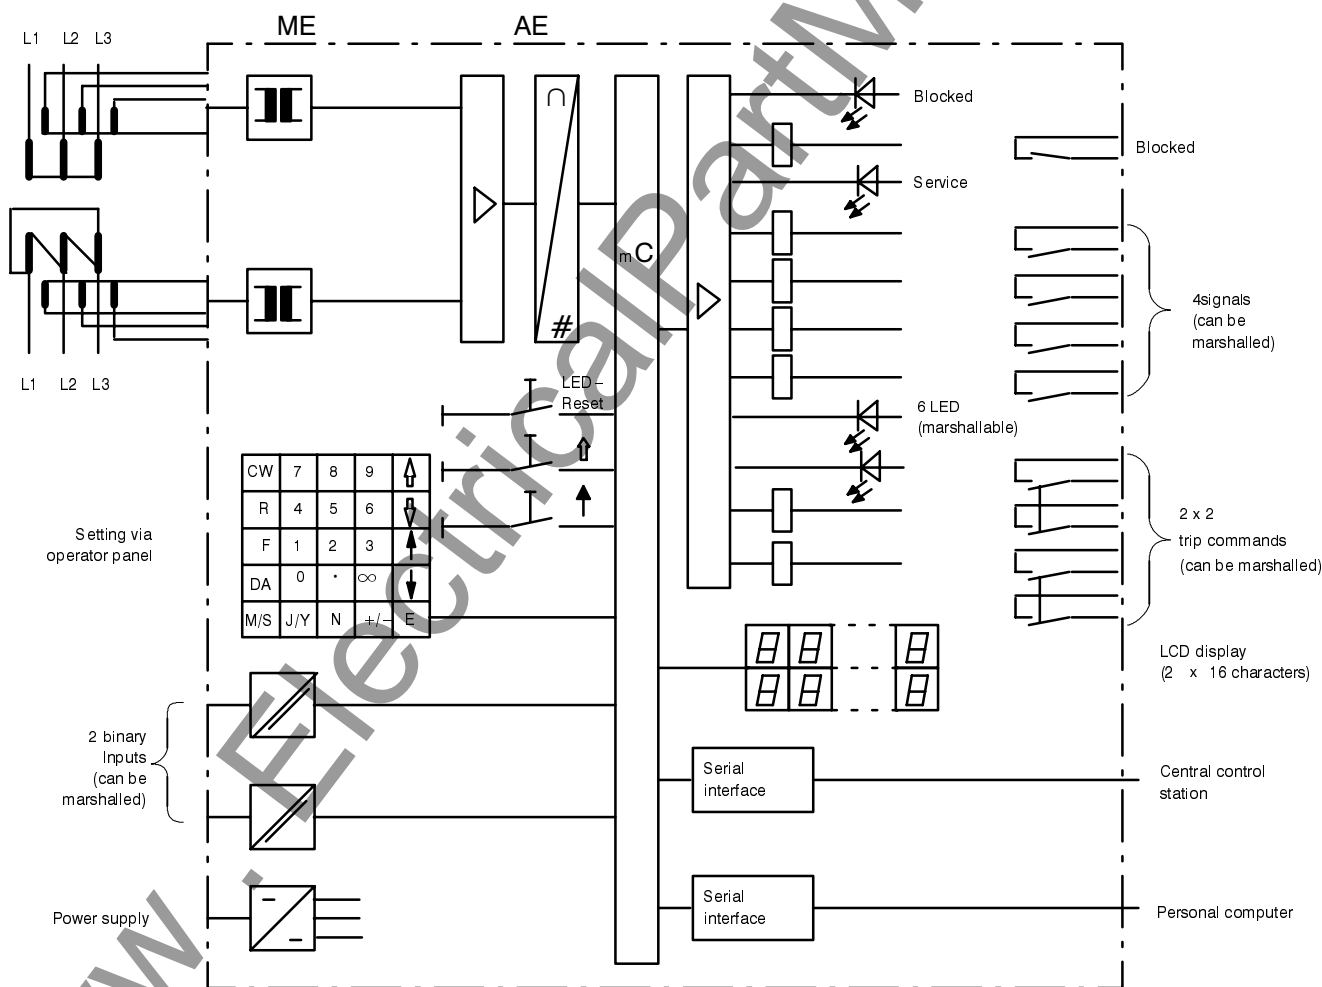 ME
AE
L1 L2 L3
Blocked
Blocked
Service
mC
∩
#
4signals
(can be
marshalled)
L1 L2 L3
LED–
Reset
6 LED
(marshallable)
CW 7 8 9
R 4 5 6
F 1 2 3
DA 0 · ∞
M/S J/Y N +/– E
Setting via
operator panel
2 x 2
trip commands
(can be marshalled)
LCD display
(2 x 16 characters)
2 binary
Inputs
(can be
marshalled)
Serial
interface
Central control
station
Power supply
Serial
interface
Personal computer
www.ElectricalPartM